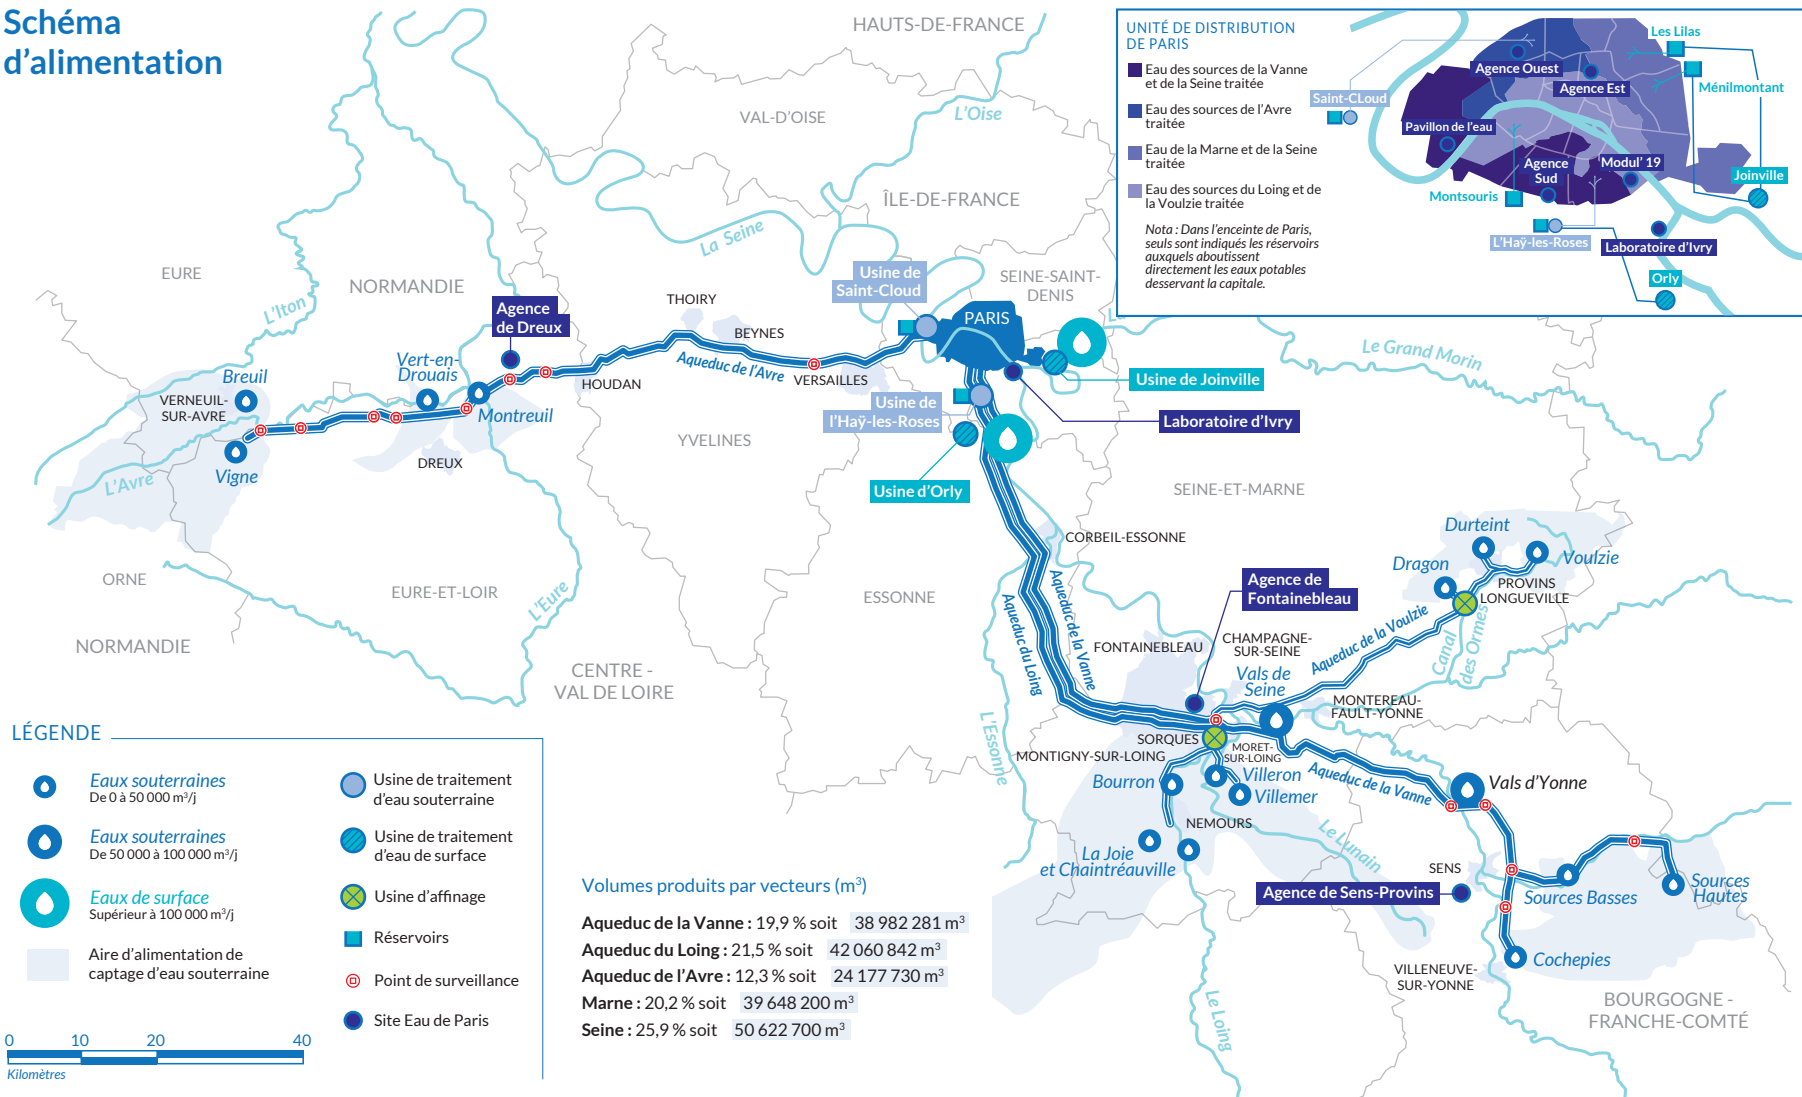 Schéma
d'alimentation
HAUTS-DE-FRANCE
VAL-D'OISE
L'Oise
ÎLE-DE-FRANCE
La Seine
EURE
NORMANDIE
L'Iton
SEINE-SAINT-
DENIS
Usine de
Saint-Cloud
THOIRY
BEYNES
PARIS
Agence
de Dreux
Vert-en-
Drouais
Breuil
VERNEUIL-
SUR-AVRE
Montreuil
HOUDAN
Aqueduc de l'Avre
VERSAILLES
Le Grand Morin
Usine de Joinville
Usine de
l'Haÿ-les-Roses
Laboratoire d'Ivry
YVELINES
DREUX
Vigne
L'Avre
Usine d'Orly
SEINE-ET-MARNE
CORBEIL-ESSONNE
Durteint
Voulzie
Dragon
PROVINS
LONGUEVILLE
ORNE
EURE-ET-LOIR
L'Eure
ESSONNE
Agence de
Fontainebleau
Aqueduc de la Vanne
Aqueduc du Loing
Aqueduc de la Voulzie
Canal
des Ormes
NORMANDIE
CENTRE -
VAL DE LOIRE
FONTAINEBLEAU
CHAMPAGNE-
SUR-SEINE
Vals de
Seine
MONTEREAU-
FAULT-YONNE
L'Essonne
SORQUES
MONTIGNY-SUR-LOING
MORET-
SUR-LOING
Aqueduc de la Vanne
Bourron
Villeron
Villemer
Vals d'Yonne
NEMOURS
Le Lunain
La Joie
et Chaintréauville
SENS
Agence de Sens-Provins
Sources Basses
Sources
Hautes
Cochepies
VILLENEUVE-
SUR-YONNE
BOURGOGNE -
FRANCHE-COMTÉ
Le Loing
UNITÉ DE DISTRIBUTION
DE PARIS
Eau des sources de la Vanne
et de la Seine traitée
Eau des sources de l'Avre
traitée
Eau de la Marne et de la Seine
traitée
Eau des sources du Loing et de
la Voulzie traitée
Nota : Dans l'enceinte de Paris,
seuls sont indiqués les réservoirs
auxquels aboutissent
directement les eaux potables
desservant la capitale.
Les Lilas
Agence Ouest
Agence Est
Ménilmontant
Saint-CLoud
Pavillon de l'eau
Agence
Sud
Modul' 19
Joinville
Montsouris
L'Haÿ-les-Roses
Laboratoire d'Ivry
Orly
LÉGENDE
Eaux souterraines
De 0 à 50 000 m³/j
Eaux souterraines
De 50 000 à 100 000 m³/j
Eaux de surface
Supérieur à 100 000 m³/j
Aire d'alimentation de
captage d'eau souterraine
Usine de traitement
d'eau souterraine
Usine de traitement
d'eau de surface
Usine d'affinage
Réservoirs
Point de surveillance
Site Eau de Paris
0 10 20 40
Kilomètres
Volumes produits par vecteurs (m³)
Aqueduc de la Vanne : 19,9 % soit 38 982 281 m³
Aqueduc du Loing : 21,5 % soit 42 060 842 m³
Aqueduc de l'Avre : 12,3 % soit 24 177 730 m³
Marne : 20,2 % soit 39 648 200 m³
Seine : 25,9 % soit 50 622 700 m³